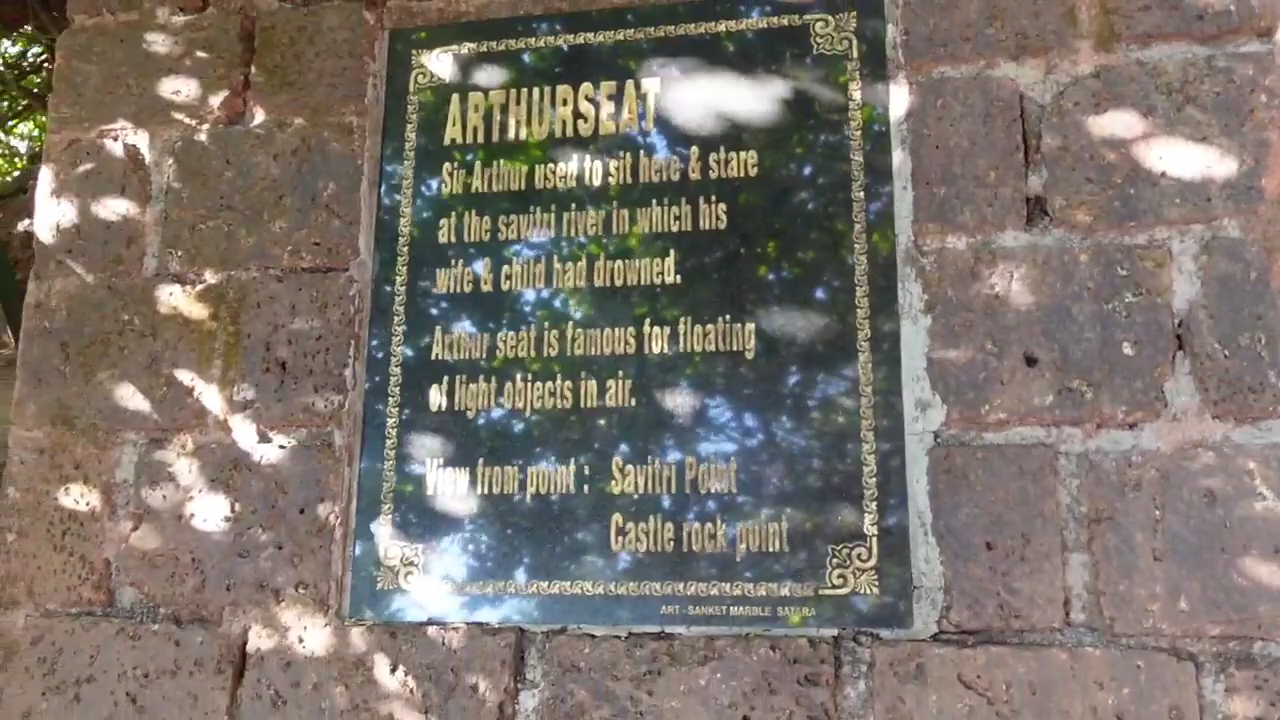 ARTHURSEAT
Sir Arthur used to sit here & stare
at the savitri river in which his
wife & child had drowned.
Arthur seat is famous for floating
of light objects in air.
View from point : Savitri Point
Castle rock point
ART - SANKET MARBLE SATARA